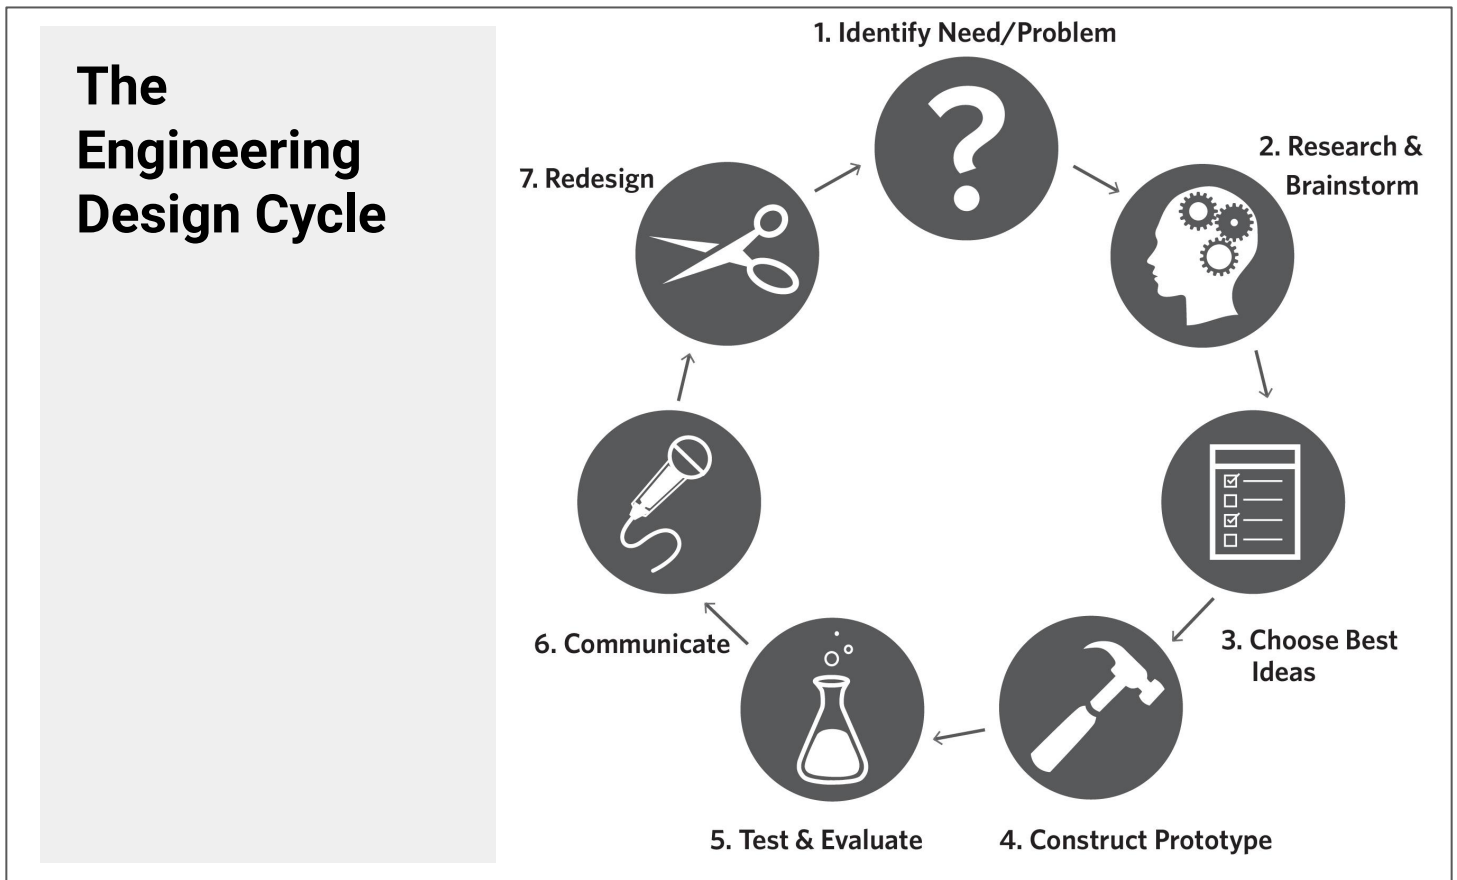 The
Engineering
Design Cycle
1. Identify Need/Problem
2. Research &
Brainstorm
3. Choose Best
Ideas
4. Construct Prototype
5. Test & Evaluate
6. Communicate
7. Redesign